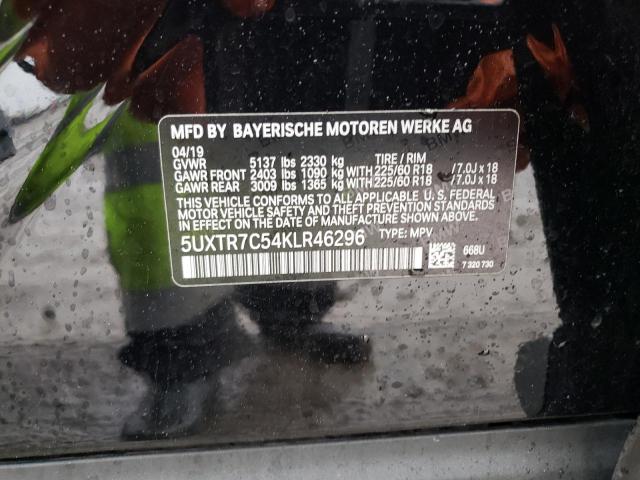 MFD BY BAYERISCHE MOTOREN WERKE AG
04/19 TIRE / RIM
GVWR 5137 lbs 2330 kg
GAWR FRONT 2403 lbs 1090 kg WITH 225/60 R18 / 7.0J x 18
GAWR REAR 3009 lbs 1365 kg WITH 225/60 R18 / 7.0J x 18
THIS VEHICLE CONFORMS TO ALL APPLICABLE U.S. FEDERAL
MOTOR VEHICLE SAFETY, BUMPER, AND THEFT PREVENTION STANDARDS
IN EFFECT ON THE DATE OF MANUFACTURE SHOWN ABOVE.
5UXTR7C54KLR46296 TYPE: MPV
668U
7 320 730